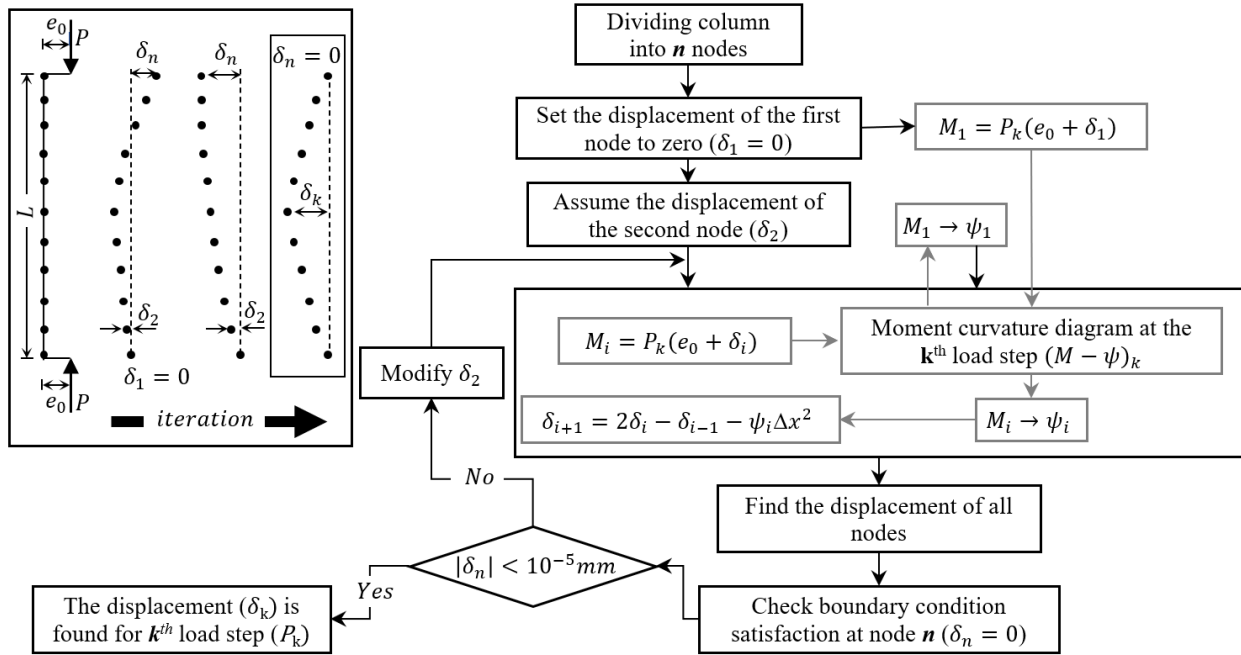 e₀
P
δₙ
δₙ
δₙ = 0
L
δₖ
δ₂
δ₂
δ₁ = 0
e₀
P
iteration
Dividing column
into n nodes
Set the displacement of the first
node to zero (δ₁ = 0)
M₁ = Pₖ(e₀ + δ₁)
Assume the displacement of
the second node (δ₂)
M₁ → ψ₁
Mᵢ = Pₖ(e₀ + δᵢ)
Moment curvature diagram at the
kᵗʰ load step (M − ψ)ₖ
δᵢ₊₁ = 2δᵢ − δᵢ₋₁ − ψᵢΔx²
Mᵢ → ψᵢ
Modify δ₂
Find the displacement of all
nodes
No
|δₙ| < 10⁻⁵mm
Yes
Check boundary condition
satisfaction at node n (δₙ = 0)
The displacement (δₖ) is
found for kᵗʰ load step (Pₖ)